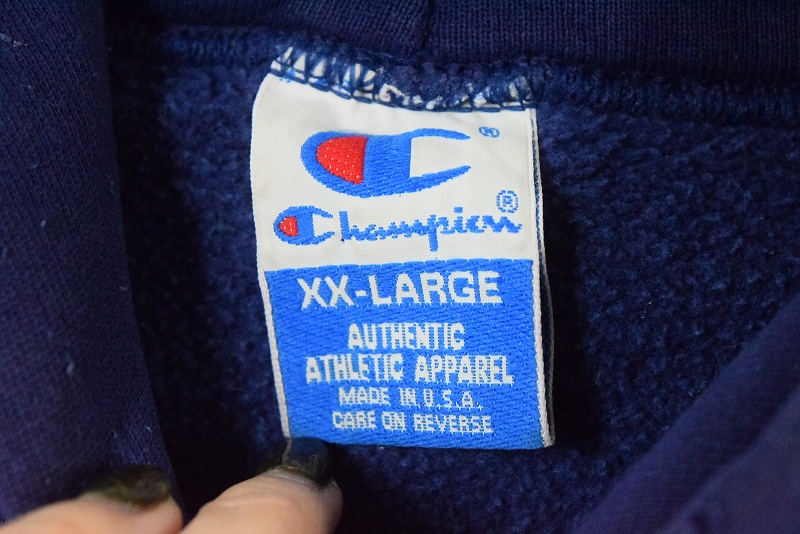 ®
Champion®
XX-LARGE
AUTHENTIC
ATHLETIC APPAREL
MADE IN U.S.A.
CARE ON REVERSE